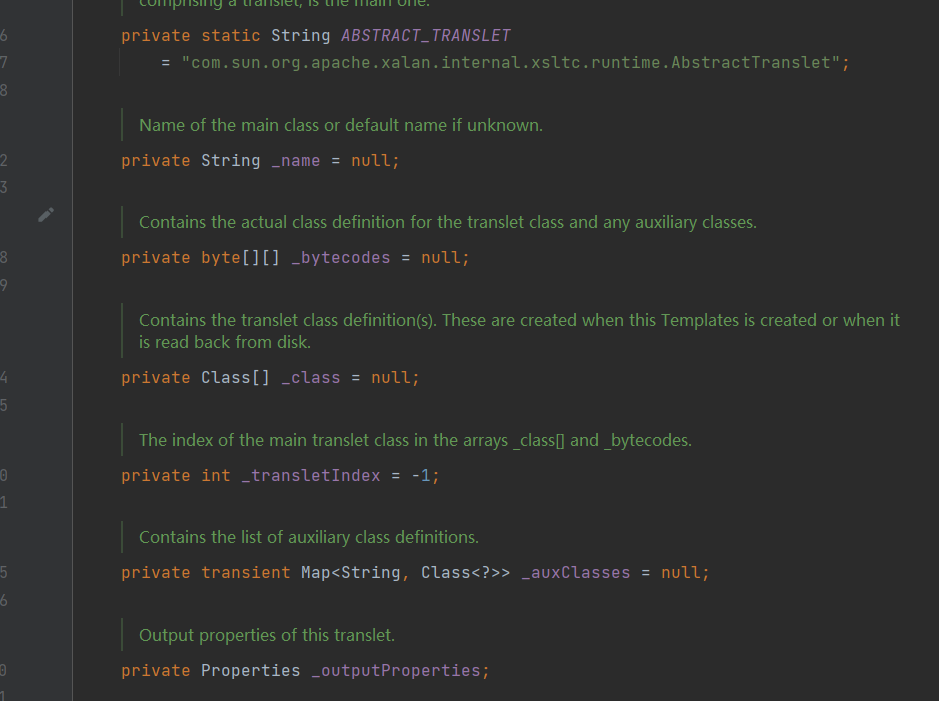 comprising a translet, is the main one.
6 private static String ABSTRACT_TRANSLET
7 = "com.sun.org.apache.xalan.internal.xsltc.runtime.AbstractTranslet";
8
Name of the main class or default name if unknown.
2 private String _name = null;
3
Contains the actual class definition for the translet class and any auxiliary classes.
8 private byte[][] _bytecodes = null;
9
Contains the translet class definition(s). These are created when this Templates is created or when it
is read back from disk.
4 private Class[] _class = null;
5
The index of the main translet class in the arrays _class[] and _bytecodes.
0 private int _transletIndex = -1;
1
Contains the list of auxiliary class definitions.
5 private transient Map<String, Class<?>> _auxClasses = null;
6
Output properties of this translet.
0 private Properties _outputProperties;
1